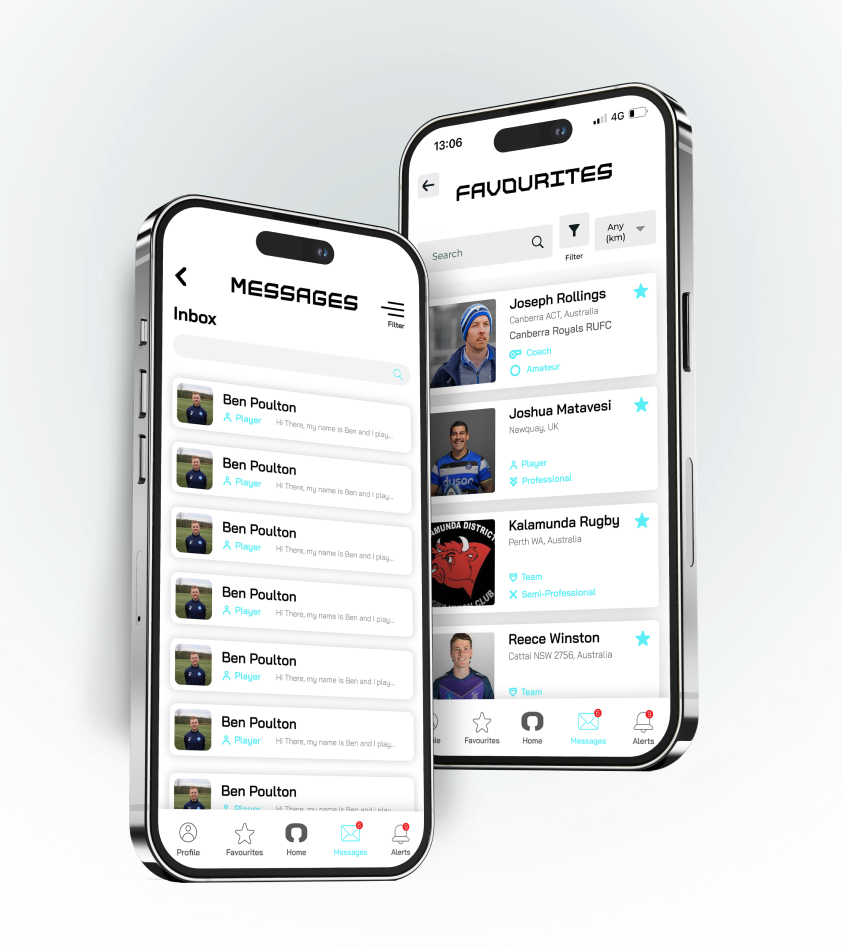 MESSAGES
Filter
Inbox
Ben Poulton
Player
Hi There, my name is Ben and I play...
Ben Poulton
Player
Hi There, my name is Ben and I play...
Ben Poulton
Player
Hi There, my name is Ben and I play...
Ben Poulton
Player
Hi There, my name is Ben and I play...
Ben Poulton
Player
Hi There, my name is Ben and I play...
Ben Poulton
Player
Hi There, my name is Ben and I play...
Ben Poulton
Player
Hi There, my name is Ben and I play...
Profile
Favourites
Home
Messages
Alerts
13:06
4G
FAVOURITES
Search
Filter
Any
(km)
Joseph Rollings
Canberra ACT, Australia
Canberra Royals RUFC
Coach
Amateur
Joshua Matavesi
Newquay, UK
dyson
Player
Professional
Kalamunda Rugby
Perth WA, Australia
AMUNDA DISTRIC
CLUB
Team
Semi-Professional
Reece Winston
Cattai NSW 2756, Australia
Team
Favourites
Home
Messages
Alerts